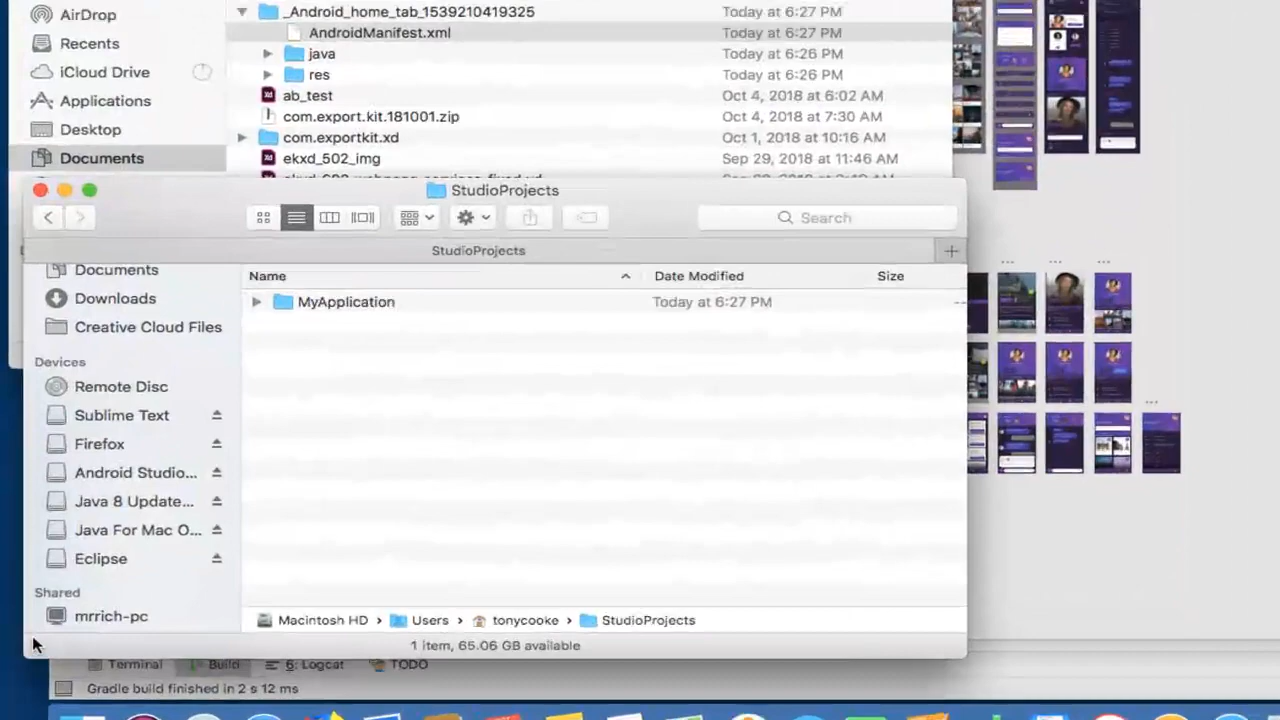 AirDrop
Recents
iCloud Drive
Applications
Desktop
Documents
_Android_home_tab_1539210419325 Today at 6:27 PM
AndroidManifest.xml Today at 6:27 PM
java Today at 6:26 PM
res Today at 6:26 PM
ab_test Oct 4, 2018 at 6:02 AM
com.export.kit.181001.zip Oct 4, 2018 at 7:30 AM
com.exportkit.xd Oct 1, 2018 at 10:16 AM
ekxd_502_img Sep 29, 2018 at 11:46 AM
StudioProjects
Search
StudioProjects
Name Date Modified Size
MyApplication Today at 6:27 PM --
Documents
Downloads
Creative Cloud Files
Devices
Remote Disc
Sublime Text
Firefox
Android Studio...
Java 8 Update...
Java For Mac O...
Eclipse
Shared
mrrich-pc
Macintosh HD › Users › tonycooke › StudioProjects
1 item, 65.06 GB available
Terminal Build 6: Logcat TODO
Gradle build finished in 2 s 12 ms